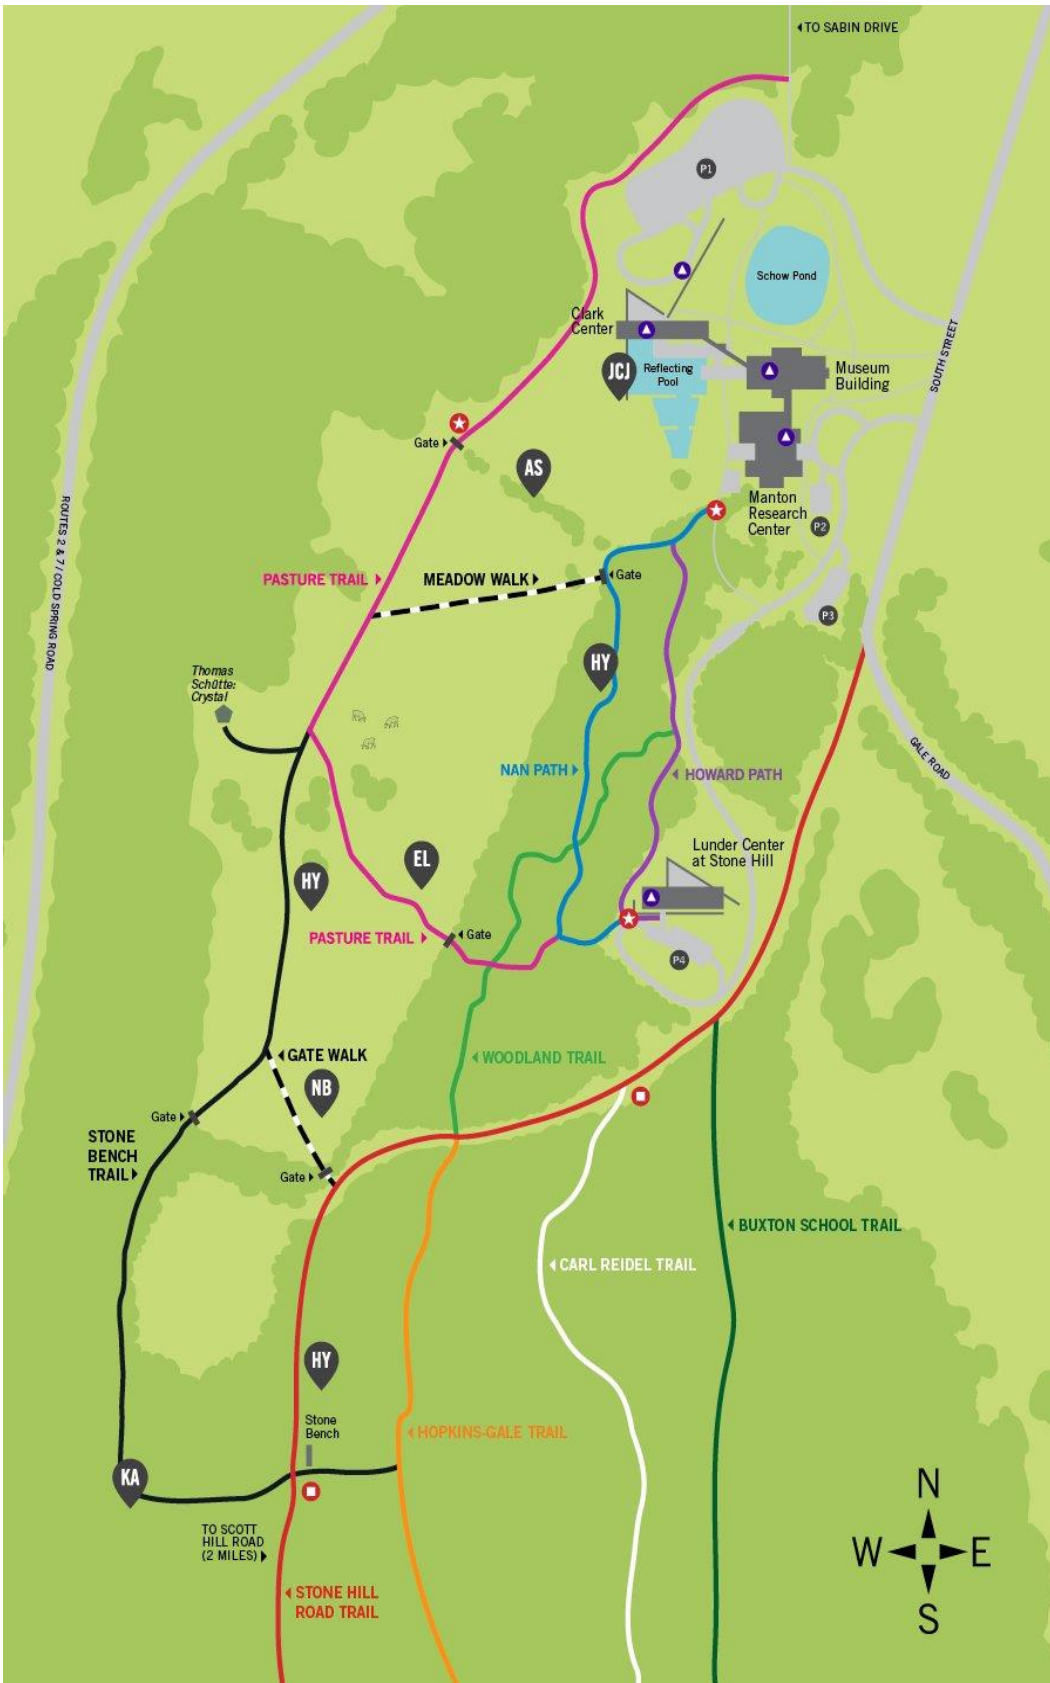 TO SABIN DRIVE
P1
Schow Pond
Clark
Center
JCJ
Reflecting
Pool
Museum
Building
SOUTH STREET
Gate
AS
Manton
Research
Center
P2
ROUTES 2 & 7 / COLD SPRING ROAD
PASTURE TRAIL
MEADOW WALK
Gate
P3
HY
Thomas
Schütte:
Crystal
NAN PATH
HOWARD PATH
GALE ROAD
Lunder Center
at Stone Hill
EL
HY
PASTURE TRAIL
Gate
P4
GATE WALK
WOODLAND TRAIL
NB
Gate
STONE
BENCH
TRAIL
Gate
BUXTON SCHOOL TRAIL
CARL REIDEL TRAIL
HY
Stone
Bench
HOPKINS-GALE TRAIL
KA
TO SCOTT
HILL ROAD
(2 MILES)
STONE HILL
ROAD TRAIL
N
W E
S